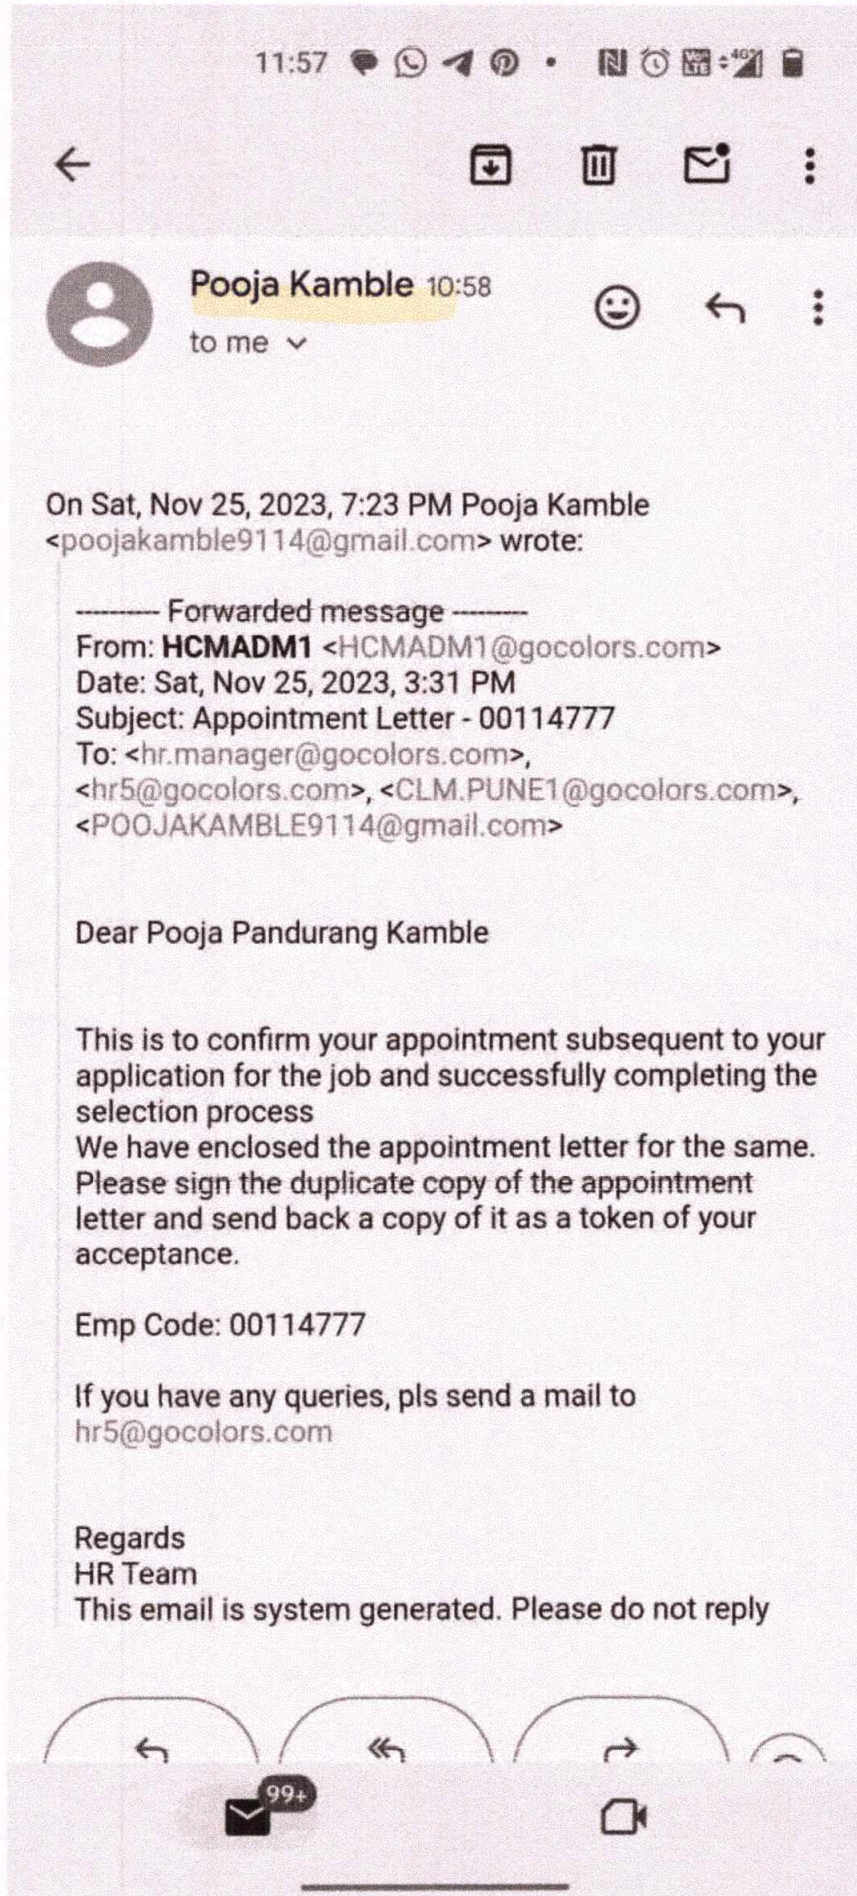 11:57
VoLTE 4G+
Pooja Kamble 10:58
to me
On Sat, Nov 25, 2023, 7:23 PM Pooja Kamble
<poojakamble9114@gmail.com> wrote:
---------- Forwarded message ---------
From: HCMADM1 <HCMADM1@gocolors.com>
Date: Sat, Nov 25, 2023, 3:31 PM
Subject: Appointment Letter - 00114777
To: <hr.manager@gocolors.com>,
<hr5@gocolors.com>, <CLM.PUNE1@gocolors.com>,
<POOJAKAMBLE9114@gmail.com>
Dear Pooja Pandurang Kamble
This is to confirm your appointment subsequent to your
application for the job and successfully completing the
selection process
We have enclosed the appointment letter for the same.
Please sign the duplicate copy of the appointment
letter and send back a copy of it as a token of your
acceptance.
Emp Code: 00114777
If you have any queries, pls send a mail to
hr5@gocolors.com
Regards
HR Team
This email is system generated. Please do not reply
99+